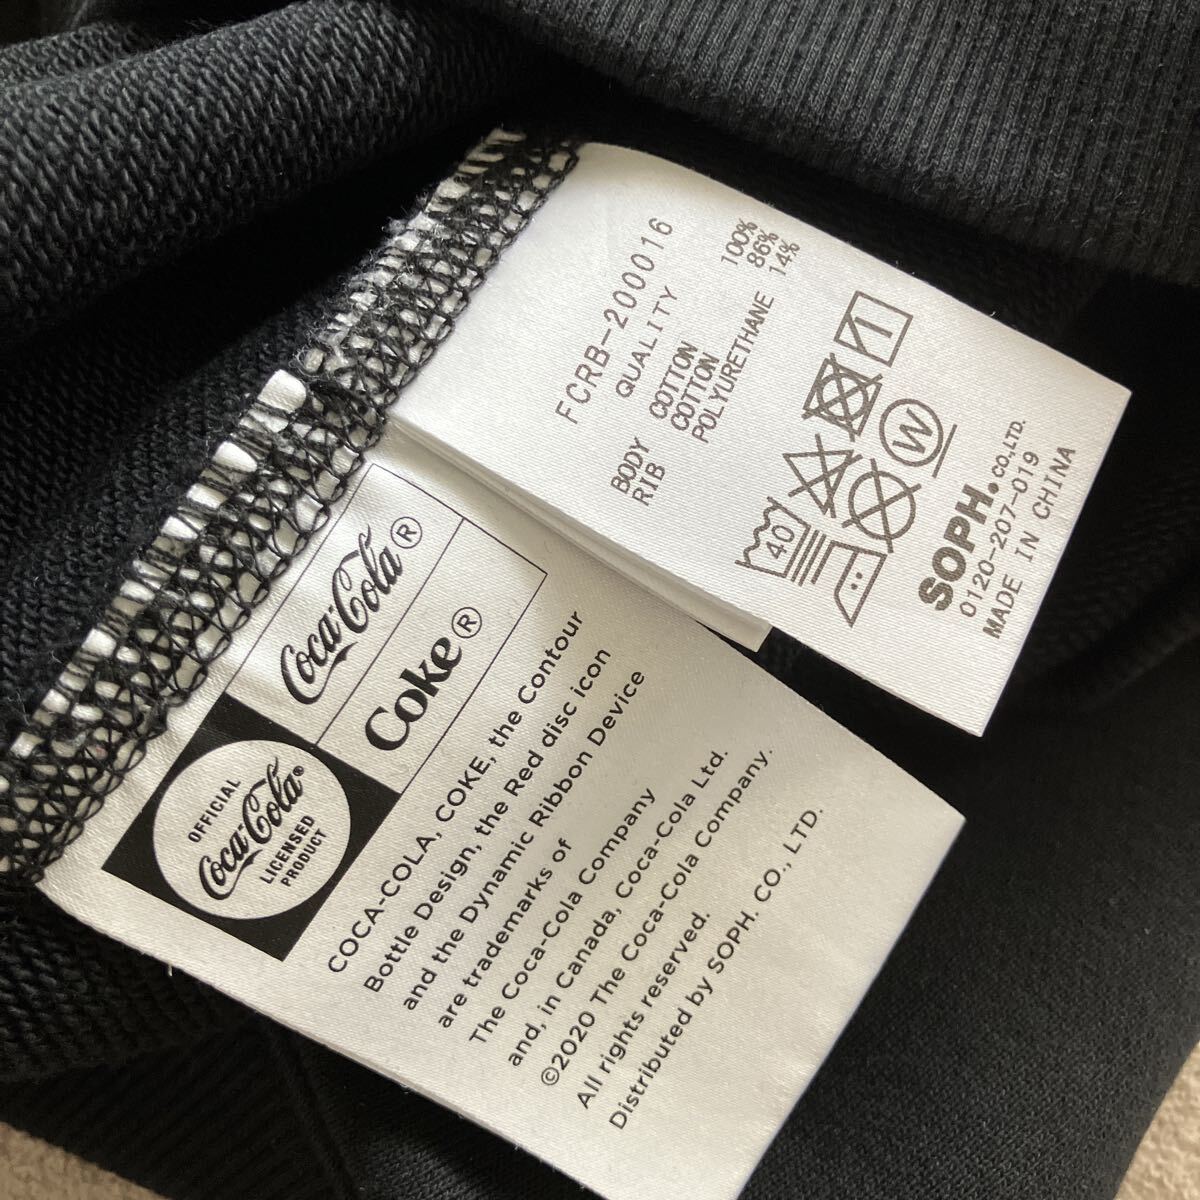 FCRB-200016
QUALITY
BODY COTTON 100%
RIB COTTON 86%
POLYURETHANE 14%
1
W
40
SOPH. CO.,LTD.
0120-207-019
MADE IN CHINA
Coca-Cola®
Coke®
OFFICIAL
Coca-Cola®
LICENSED
PRODUCT
COCA-COLA, COKE, the Contour
Bottle Design, the Red disc icon
and the Dynamic Ribbon Device
are trademarks of
The Coca-Cola Company
and, in Canada, Coca-Cola Ltd.
©2020 The Coca-Cola Company.
All rights reserved.
Distributed by SOPH. CO., LTD.